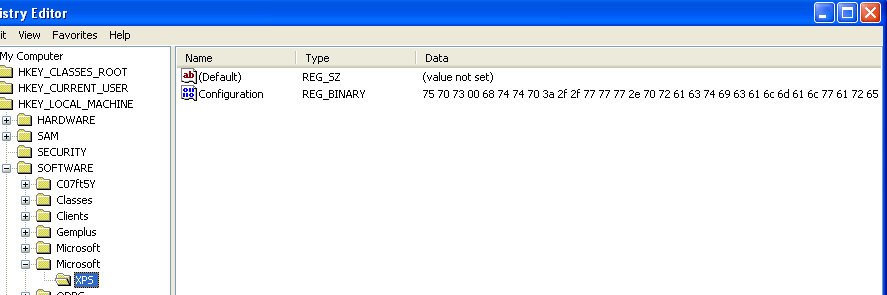 istry Editor
it View Favorites Help
My Computer
HKEY_CLASSES_ROOT
HKEY_CURRENT_USER
HKEY_LOCAL_MACHINE
HARDWARE
SAM
SECURITY
SOFTWARE
C07ft5Y
Classes
Clients
Gemplus
Microsoft
Microsoft
XPS
Name Type Data
(Default) REG_SZ (value not set)
Configuration REG_BINARY 75 70 73 00 68 74 74 70 3a 2f 2f 77 77 77 2e 70 72 61 63 74 69 63 61 6c 6d 61 6c 77 61 72 65